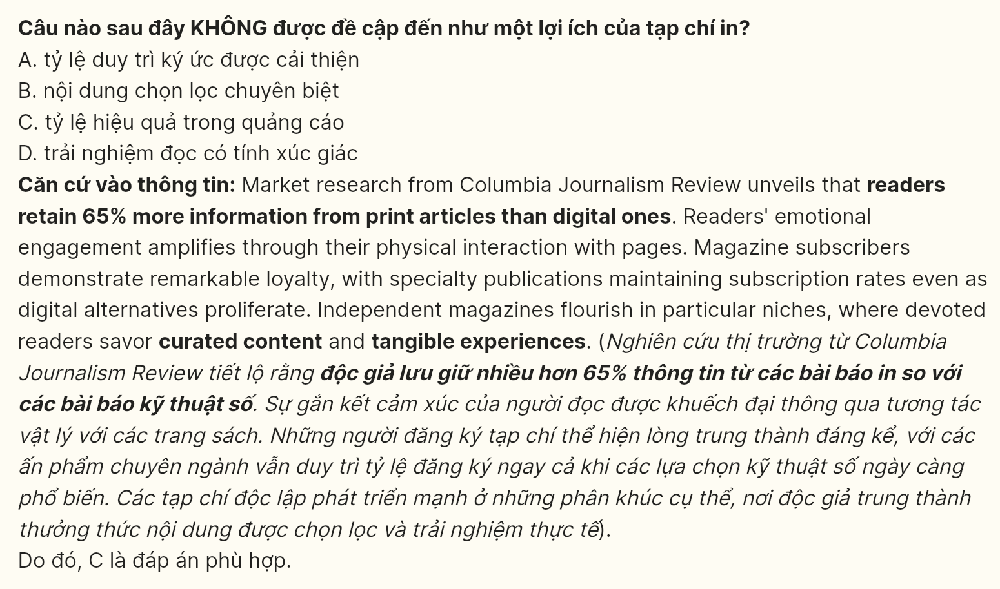 Câu nào sau đây KHÔNG được đề cập đến như một lợi ích của tạp chí in?
A. tỷ lệ duy trì ký ức được cải thiện
B. nội dung chọn lọc chuyên biệt
C. tỷ lệ hiệu quả trong quảng cáo
D. trải nghiệm đọc có tính xúc giác
Căn cứ vào thông tin: Market research from Columbia Journalism Review unveils that readers
retain 65% more information from print articles than digital ones. Readers' emotional
engagement amplifies through their physical interaction with pages. Magazine subscribers
demonstrate remarkable loyalty, with specialty publications maintaining subscription rates even as
digital alternatives proliferate. Independent magazines flourish in particular niches, where devoted
readers savor curated content and tangible experiences. (Nghiên cứu thị trường từ Columbia
Journalism Review tiết lộ rằng độc giả lưu giữ nhiều hơn 65% thông tin từ các bài báo in so với
các bài báo kỹ thuật số. Sự gắn kết cảm xúc của người đọc được khuếch đại thông qua tương tác
vật lý với các trang sách. Những người đăng ký tạp chí thể hiện lòng trung thành đáng kể, với các
ấn phẩm chuyên ngành vẫn duy trì tỷ lệ đăng ký ngay cả khi các lựa chọn kỹ thuật số ngày càng
phổ biến. Các tạp chí độc lập phát triển mạnh ở những phân khúc cụ thể, nơi độc giả trung thành
thưởng thức nội dung được chọn lọc và trải nghiệm thực tế).
Do đó, C là đáp án phù hợp.